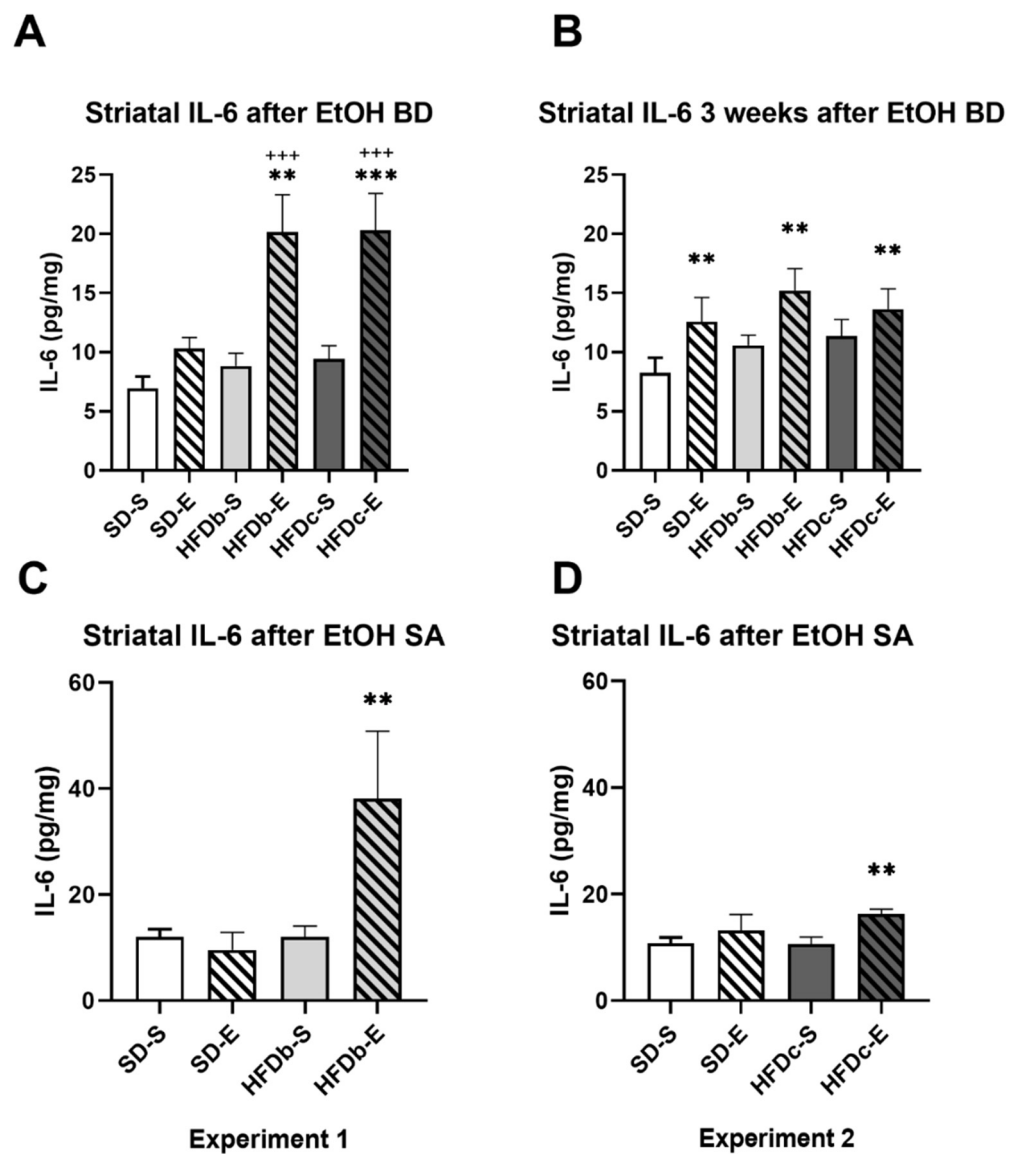 A
B
Striatal IL-6 after EtOH BD
Striatal IL-6 3 weeks after EtOH BD
+++
**
+++
***
IL-6 (pg/mg)
25
20
15
10
5
0
SD-S
SD-E
HFDb-S
HFDb-E
HFDc-S
HFDc-E
**
**
**
IL-6 (pg/mg)
25
20
15
10
5
0
SD-S
SD-E
HFDb-S
HFDb-E
HFDc-S
HFDc-E
C
D
Striatal IL-6 after EtOH SA
Striatal IL-6 after EtOH SA
**
IL-6 (pg/mg)
60
40
20
0
SD-S
SD-E
HFDb-S
HFDb-E
Experiment 1
**
IL-6 (pg/mg)
60
40
20
0
SD-S
SD-E
HFDc-S
HFDc-E
Experiment 2